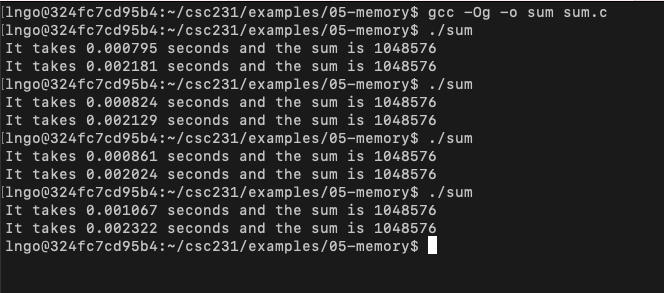 lngo@324fc7cd95b4:~/csc231/examples/05-memory$ gcc -Og -o sum sum.c
[lngo@324fc7cd95b4:~/csc231/examples/05-memory$ ./sum
It takes 0.000795 seconds and the sum is 1048576
It takes 0.002181 seconds and the sum is 1048576
[lngo@324fc7cd95b4:~/csc231/examples/05-memory$ ./sum
It takes 0.000824 seconds and the sum is 1048576
It takes 0.002129 seconds and the sum is 1048576
[lngo@324fc7cd95b4:~/csc231/examples/05-memory$ ./sum
It takes 0.000861 seconds and the sum is 1048576
It takes 0.002024 seconds and the sum is 1048576
[lngo@324fc7cd95b4:~/csc231/examples/05-memory$ ./sum
It takes 0.001067 seconds and the sum is 1048576
It takes 0.002322 seconds and the sum is 1048576
lngo@324fc7cd95b4:~/csc231/examples/05-memory$